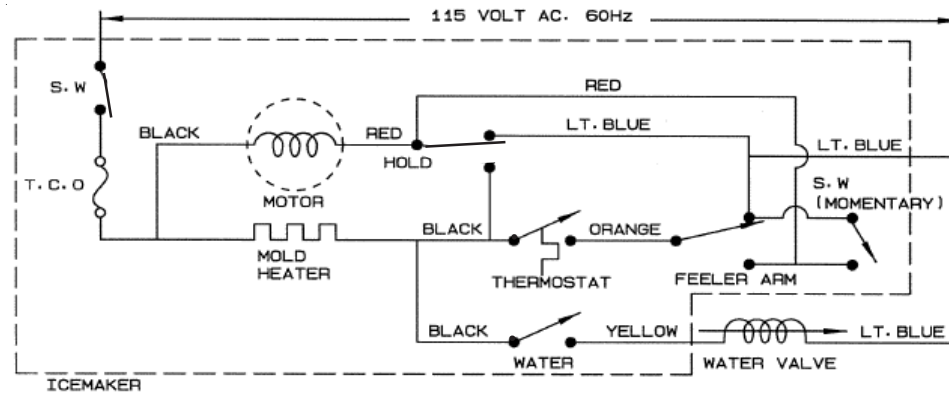 115 VOLT AC. 60Hz
S.W
RED
BLACK
RED
LT.BLUE
LT.BLUE
HOLD
T.C.O
S.W
(MOMENTARY)
MOTOR
BLACK
ORANGE
MOLD
HEATER
THERMOSTAT
FEELER ARM
BLACK
YELLOW
LT.BLUE
WATER
WATER VALVE
ICEMAKER